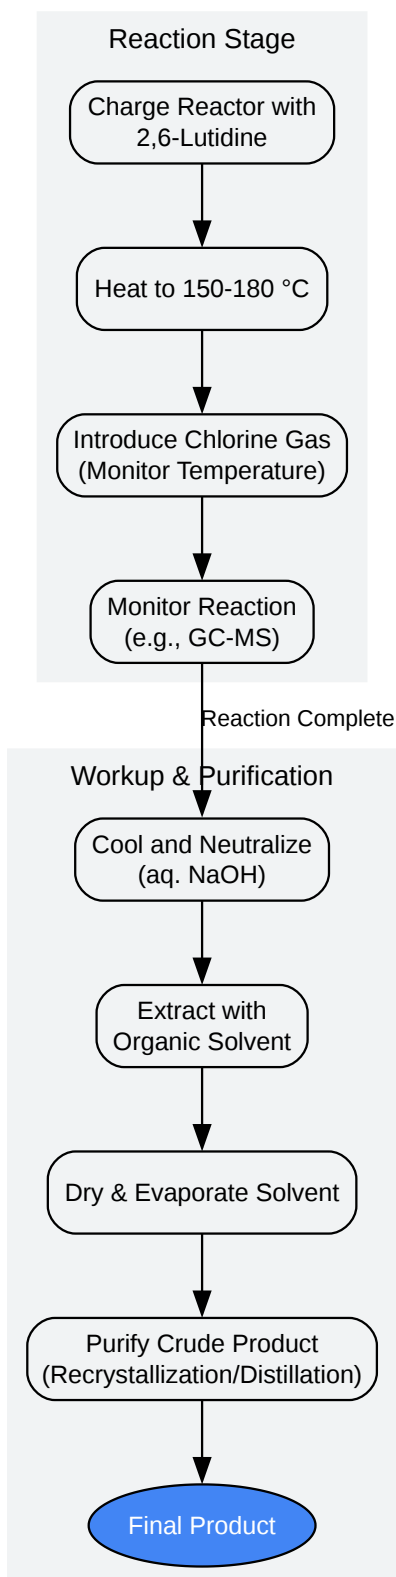 Reaction Stage
Charge Reactor with
2,6-Lutidine
Heat to 150-180 °C
Introduce Chlorine Gas
(Monitor Temperature)
Monitor Reaction
(e.g., GC-MS)
Reaction Complete
Workup & Purification
Cool and Neutralize
(aq. NaOH)
Extract with
Organic Solvent
Dry & Evaporate Solvent
Purify Crude Product
(Recrystallization/Distillation)
Final Product